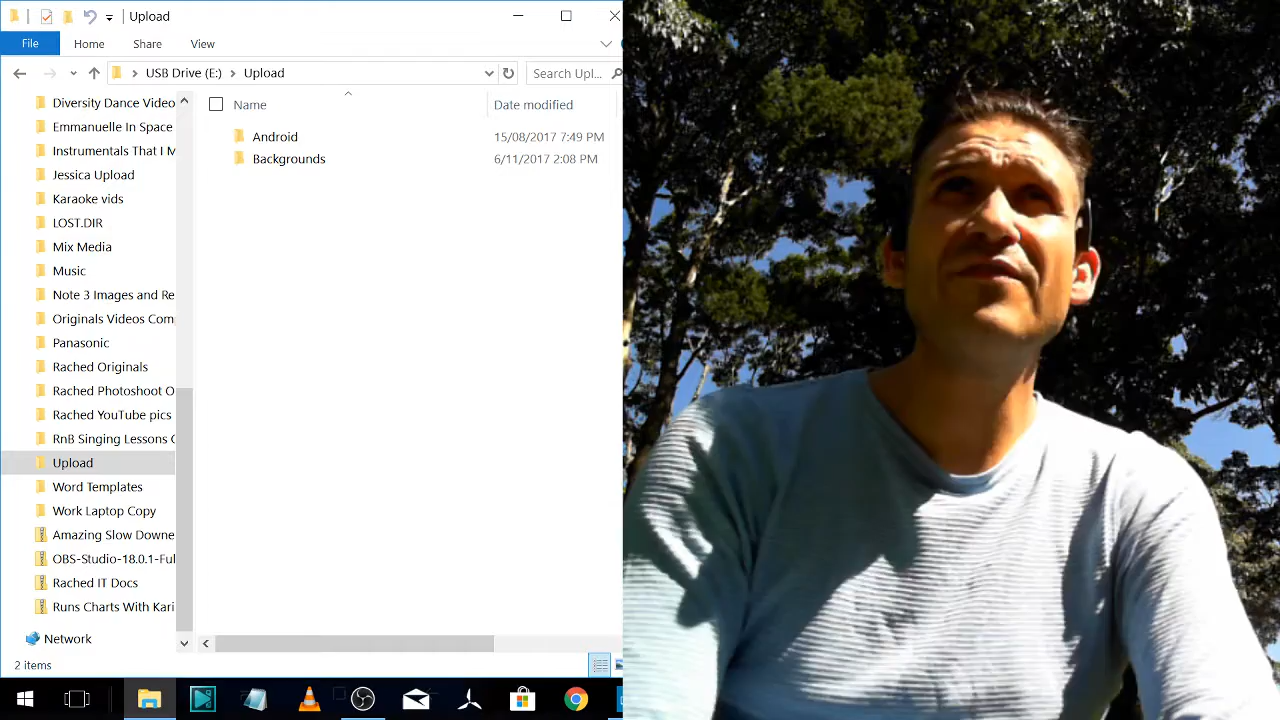 Upload
File Home Share View
USB Drive (E:) Upload
Search Upl...
Name Date modified
Android 15/08/2017 7:49 PM
Backgrounds 6/11/2017 2:08 PM
Diversity Dance Video
Emmanuelle In Space
Instrumentals That I M
Jessica Upload
Karaoke vids
LOST.DIR
Mix Media
Music
Note 3 Images and Re
Originals Videos Com
Panasonic
Rached Originals
Rached Photoshoot O
Rached YouTube pics
RnB Singing Lessons C
Upload
Word Templates
Work Laptop Copy
Amazing Slow Downe
OBS-Studio-18.0.1-Ful
Rached IT Docs
Runs Charts With Kari
Network
2 items